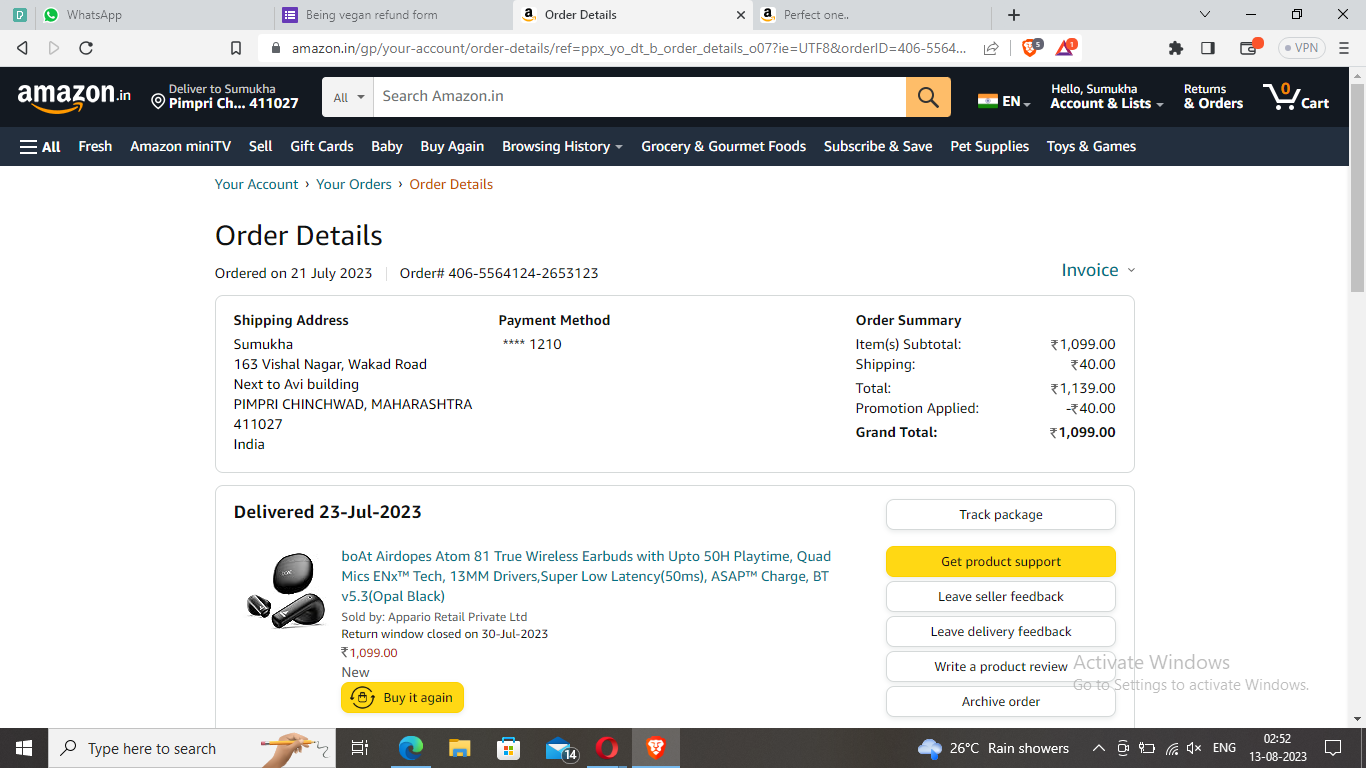 WhatsApp
Being vegan refund form
Order Details
Perfect one..
amazon.in/gp/your-account/order-details/ref=ppx_yo_dt_b_order_details_o07?ie=UTF8&orderID=406-5564...
5
1
VPN
amazon.in
Deliver to Sumukha
Pimpri Ch... 411027
All
Search Amazon.in
EN
Hello, Sumukha
Account & Lists
Returns
& Orders
0
Cart
All
Fresh
Amazon miniTV
Sell
Gift Cards
Baby
Buy Again
Browsing History
Grocery & Gourmet Foods
Subscribe & Save
Pet Supplies
Toys & Games
Your Account › Your Orders › Order Details
Order Details
Ordered on 21 July 2023
Order# 406-5564124-2653123
Invoice
Shipping Address
Sumukha
163 Vishal Nagar, Wakad Road
Next to Avi building
PIMPRI CHINCHWAD, MAHARASHTRA
411027
India
Payment Method
**** 1210
Order Summary
Item(s) Subtotal: ₹1,099.00
Shipping: ₹40.00
Total: ₹1,139.00
Promotion Applied: -₹40.00
Grand Total: ₹1,099.00
Delivered 23-Jul-2023
boAt Airdopes Atom 81 True Wireless Earbuds with Upto 50H Playtime, Quad
Mics ENx™ Tech, 13MM Drivers,Super Low Latency(50ms), ASAP™ Charge, BT
v5.3(Opal Black)
Sold by: Appario Retail Private Ltd
Return window closed on 30-Jul-2023
₹1,099.00
New
Buy it again
Track package
Get product support
Leave seller feedback
Leave delivery feedback
Write a product review
Archive order
Activate Windows
Go to Settings to activate Windows.
Type here to search
14
26°C Rain showers
ENG
02:52
13-08-2023